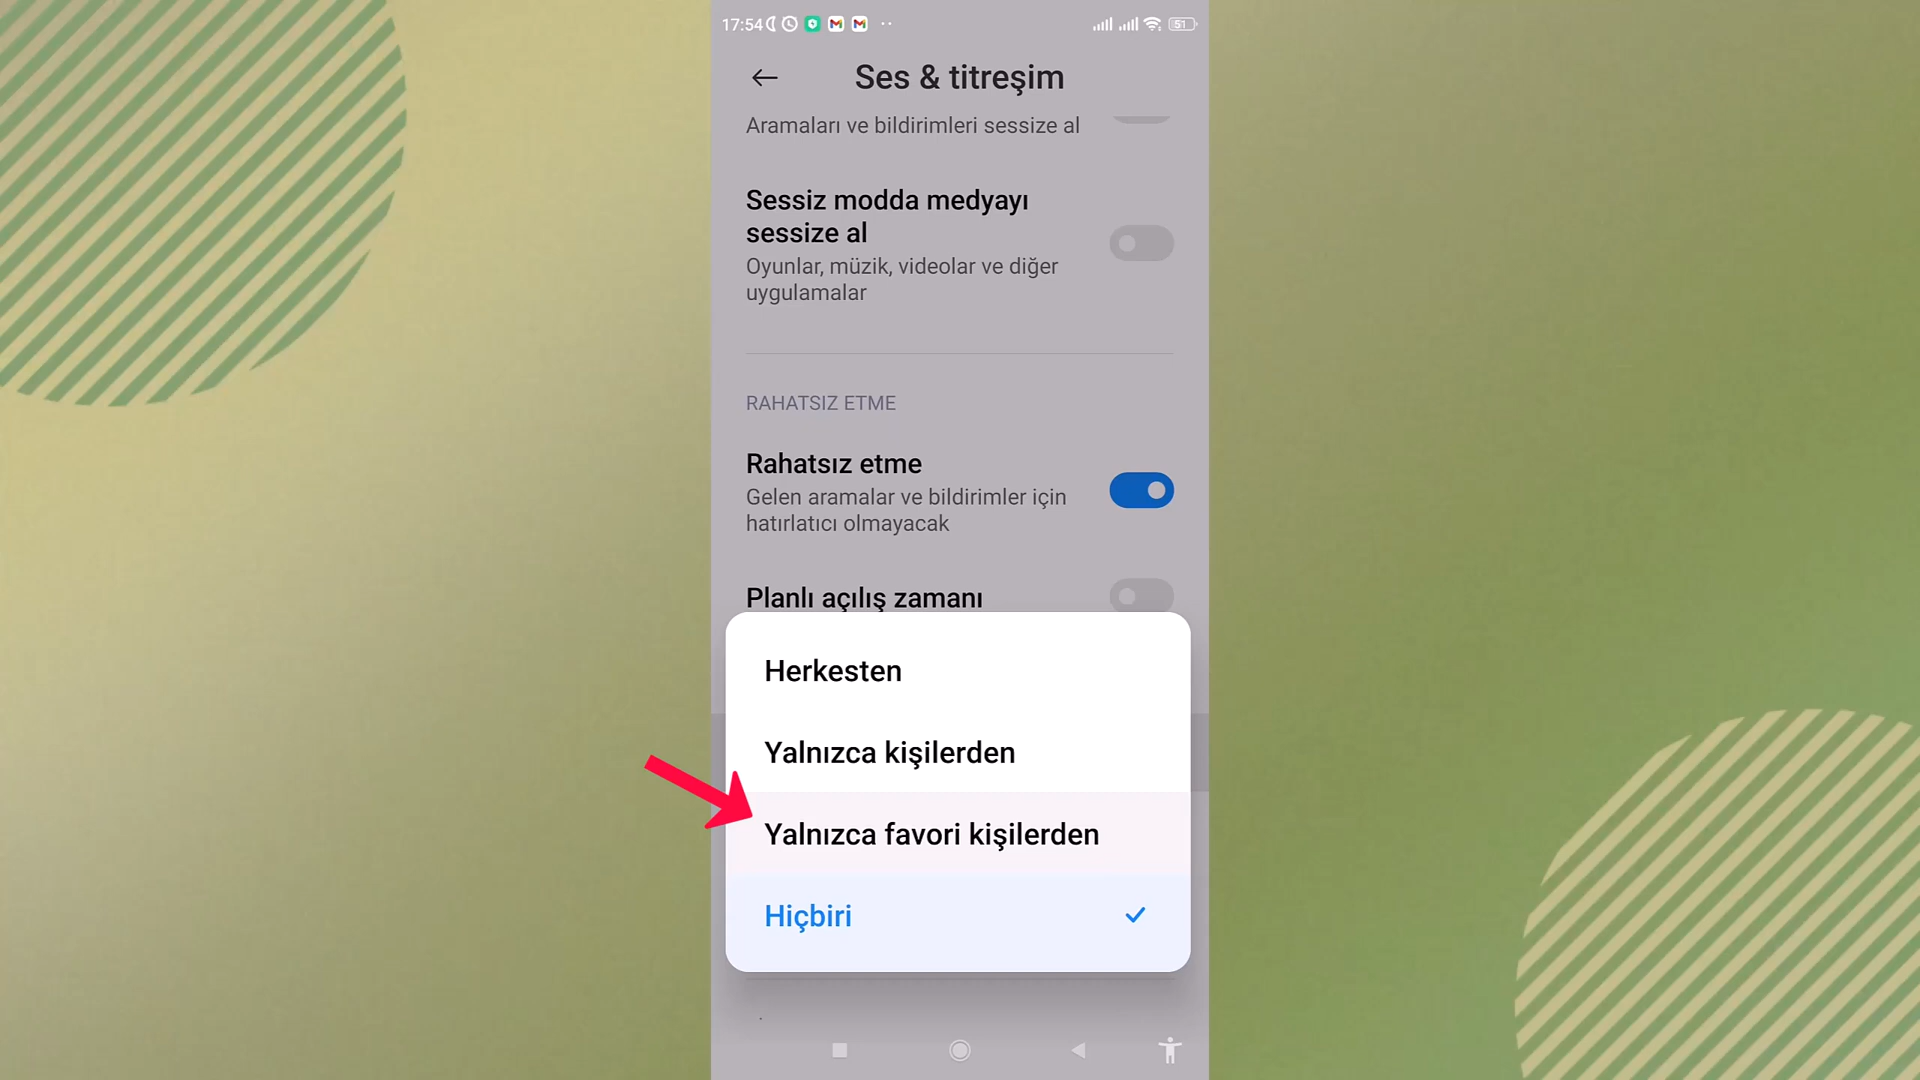 17:54
51
Ses & titreşim
Aramaları ve bildirimleri sessize al
Sessiz modda medyayı
sessize al
Oyunlar, müzik, videolar ve diğer
uygulamalar
RAHATSIZ ETME
Rahatsız etme
Gelen aramalar ve bildirimler için
hatırlatıcı olmayacak
Planlı açılış zamanı
Herkesten
Yalnızca kişilerden
Yalnızca favori kişilerden
Hiçbiri